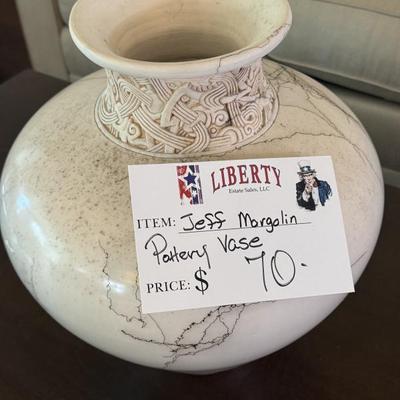 LIBERTY
Estate Sales, LLC
ITEM: Jeff Margolin
Pottery Vase
PRICE: $ 70.